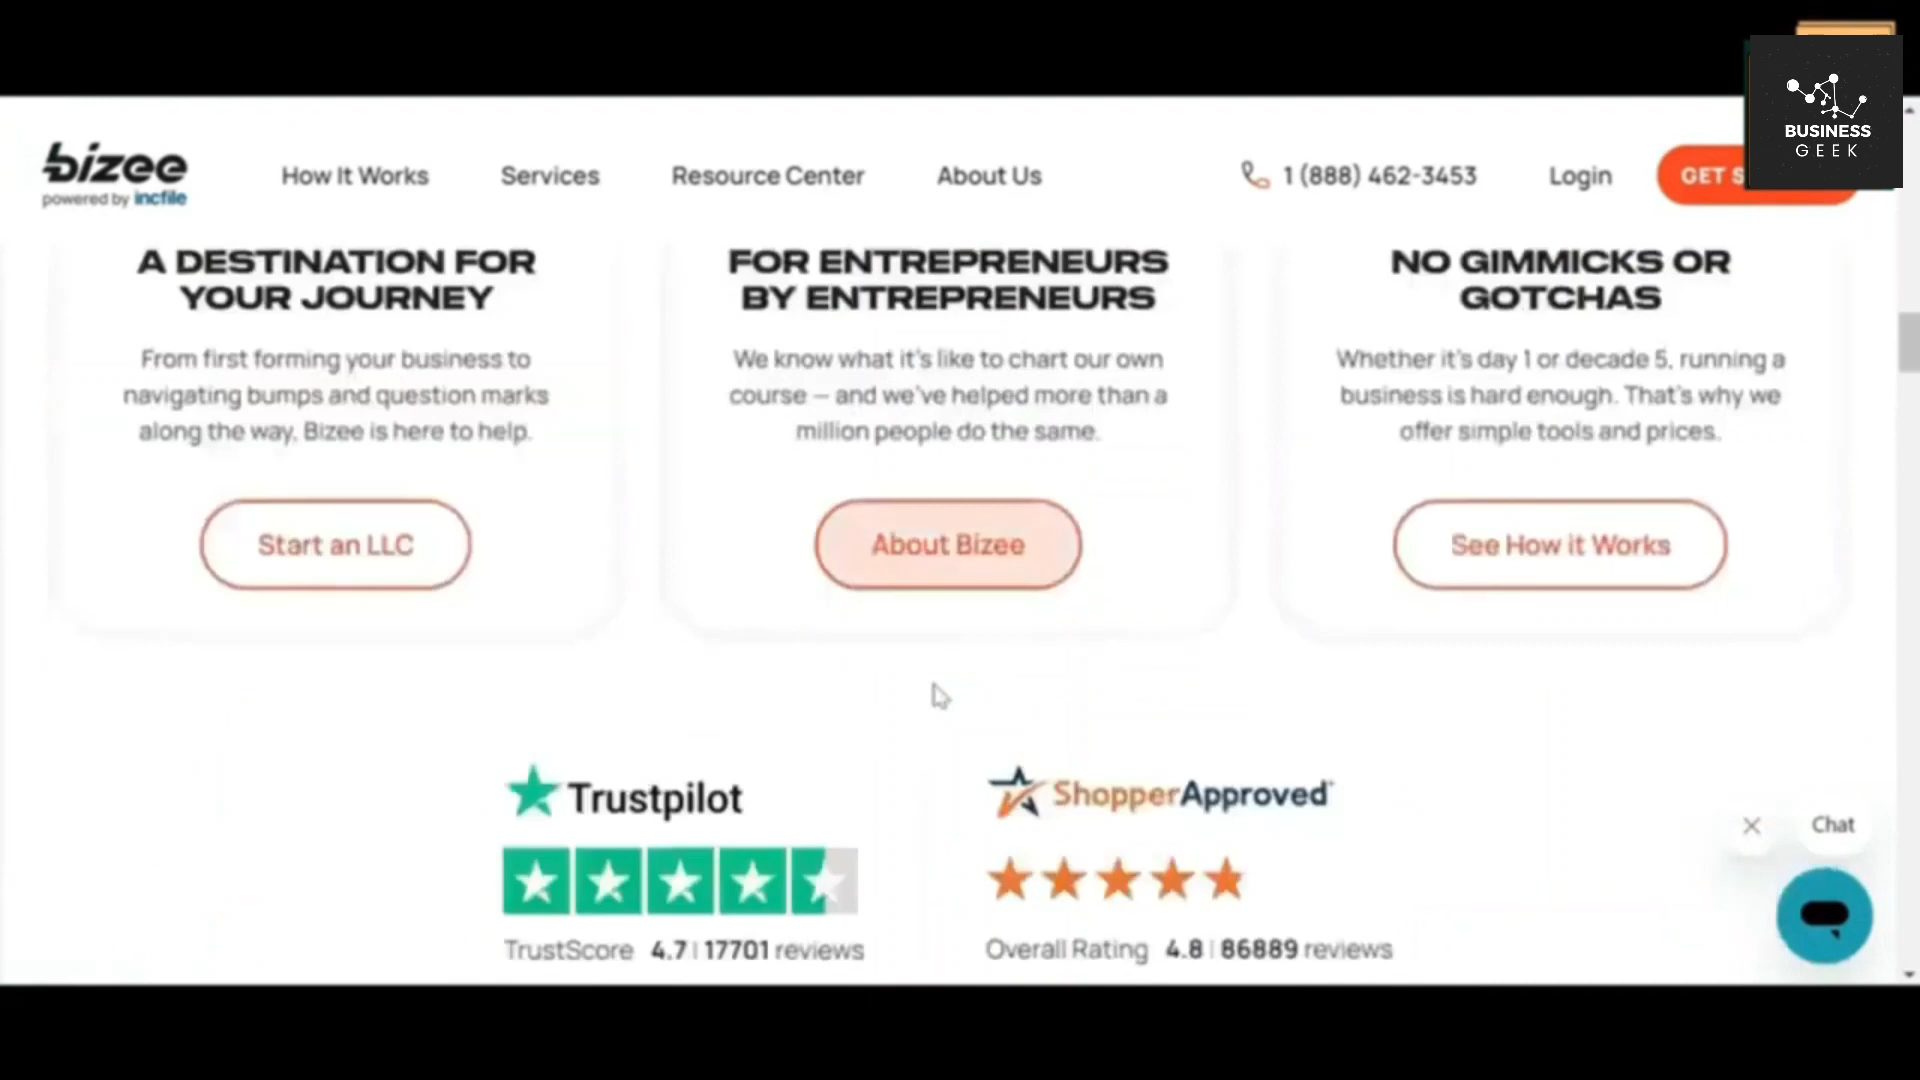 BUSINESS
GEEK
bizee
powered by incfile
How It Works
Services
Resource Center
About Us
1 (888) 462-3453
Login
GET S
A DESTINATION FOR
YOUR JOURNEY
From first forming your business to
navigating bumps and question marks
along the way, Bizee is here to help.
Start an LLC
FOR ENTREPRENEURS
BY ENTREPRENEURS
We know what it's like to chart our own
course – and we've helped more than a
million people do the same.
About Bizee
NO GIMMICKS OR
GOTCHAS
Whether it's day 1 or decade 5, running a
business is hard enough. That's why we
offer simple tools and prices.
See How it Works
Trustpilot
TrustScore 4.7 | 17701 reviews
ShopperApproved
Overall Rating 4.8 | 86889 reviews
Chat